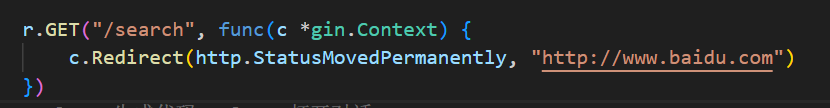 r.GET("/search", func(c *gin.Context) {
    c.Redirect(http.StatusMovedPermanently, "http://www.baidu.com")
})